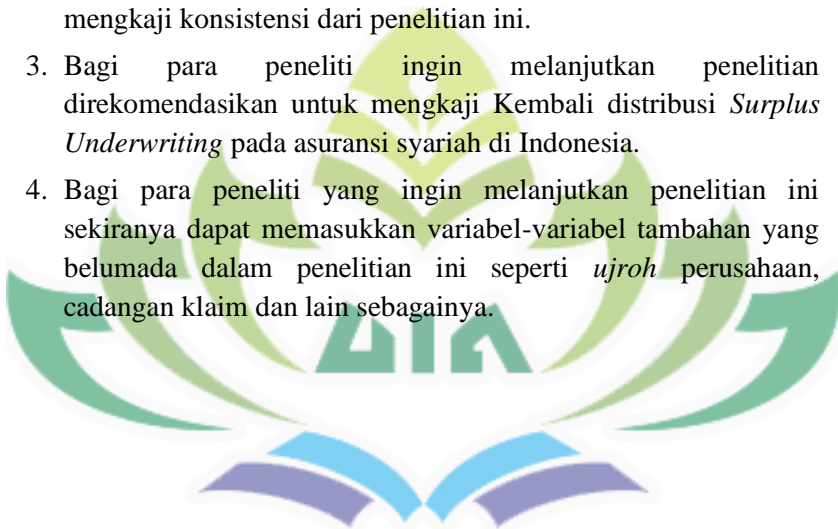 mengkaji konsistensi dari penelitian ini.
3. Bagi para peneliti ingin melanjutkan penelitian
direkomendasikan untuk mengkaji Kembali distribusi Surplus
Underwriting pada asuransi syariah di Indonesia.
4. Bagi para peneliti yang ingin melanjutkan penelitian ini
sekiranya dapat memasukkan variabel-variabel tambahan yang
belumada dalam penelitian ini seperti ujroh perusahaan,
cadangan klaim dan lain sebagainya.
UIN